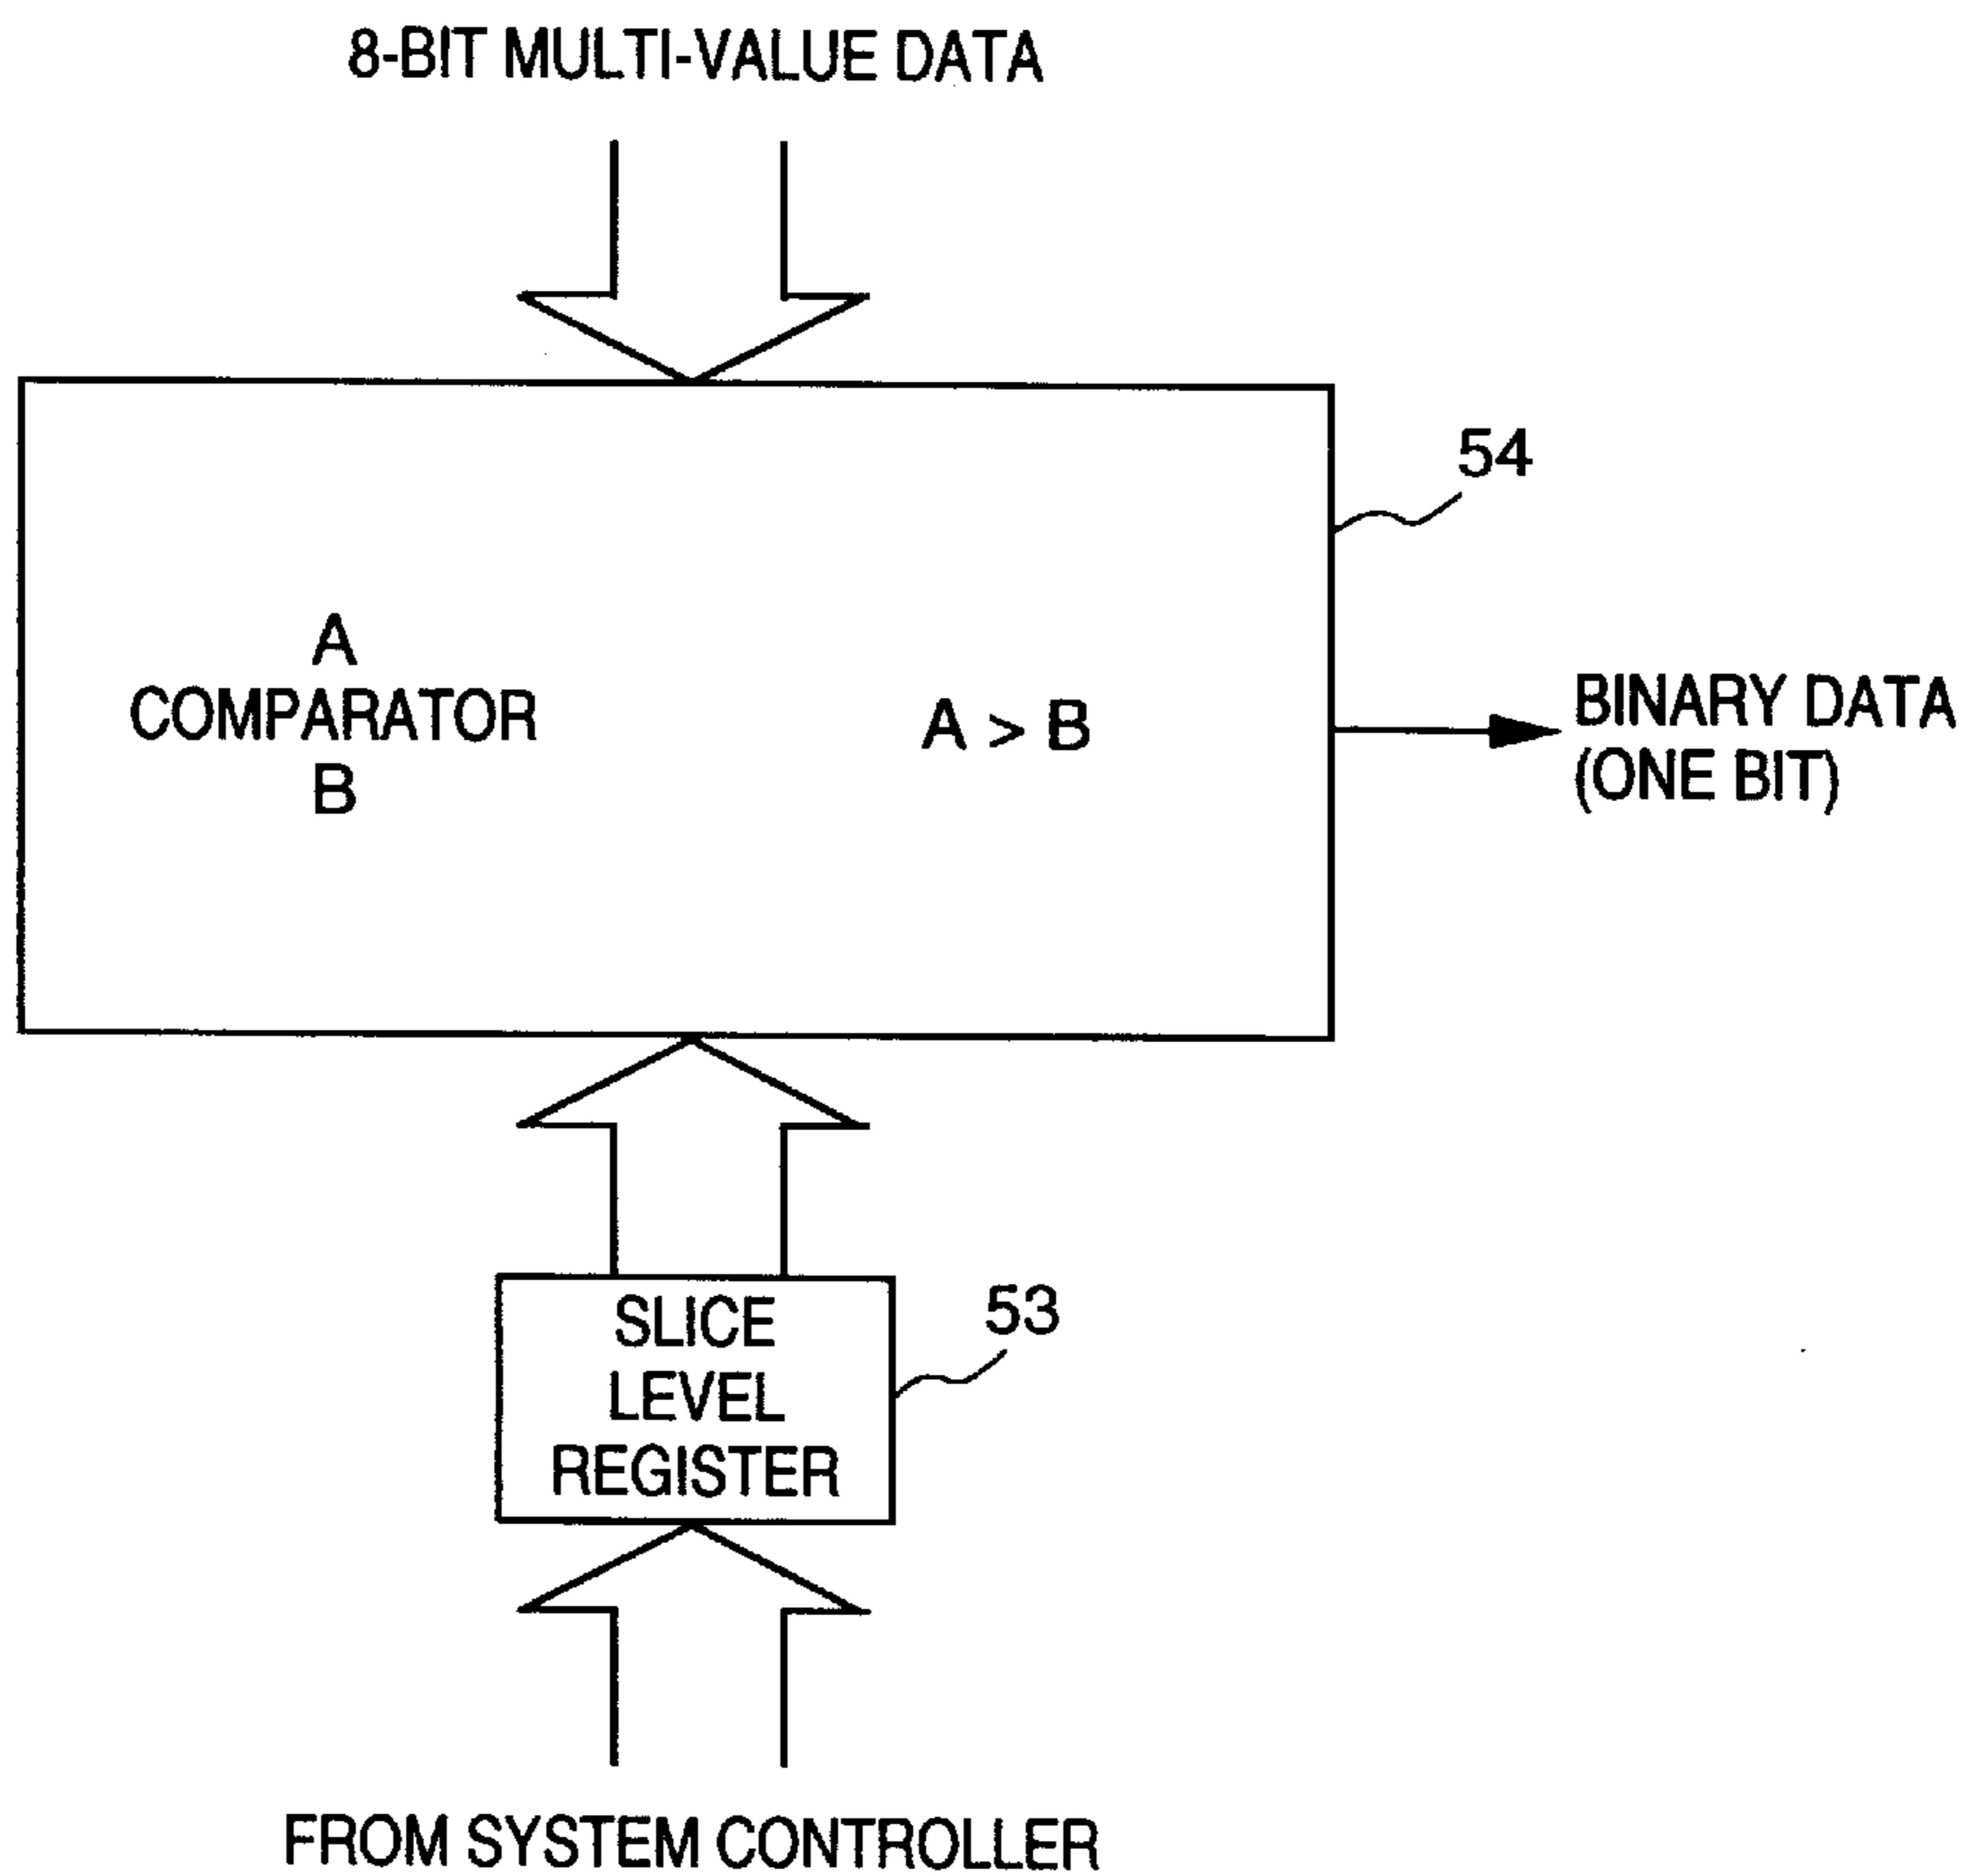 8-BIT MULTI-VALUE DATA
54
A
COMPARATOR
B
A > B
BINARY DATA
(ONE BIT)
SLICE
LEVEL
REGISTER
53
FROM SYSTEM CONTROLLER